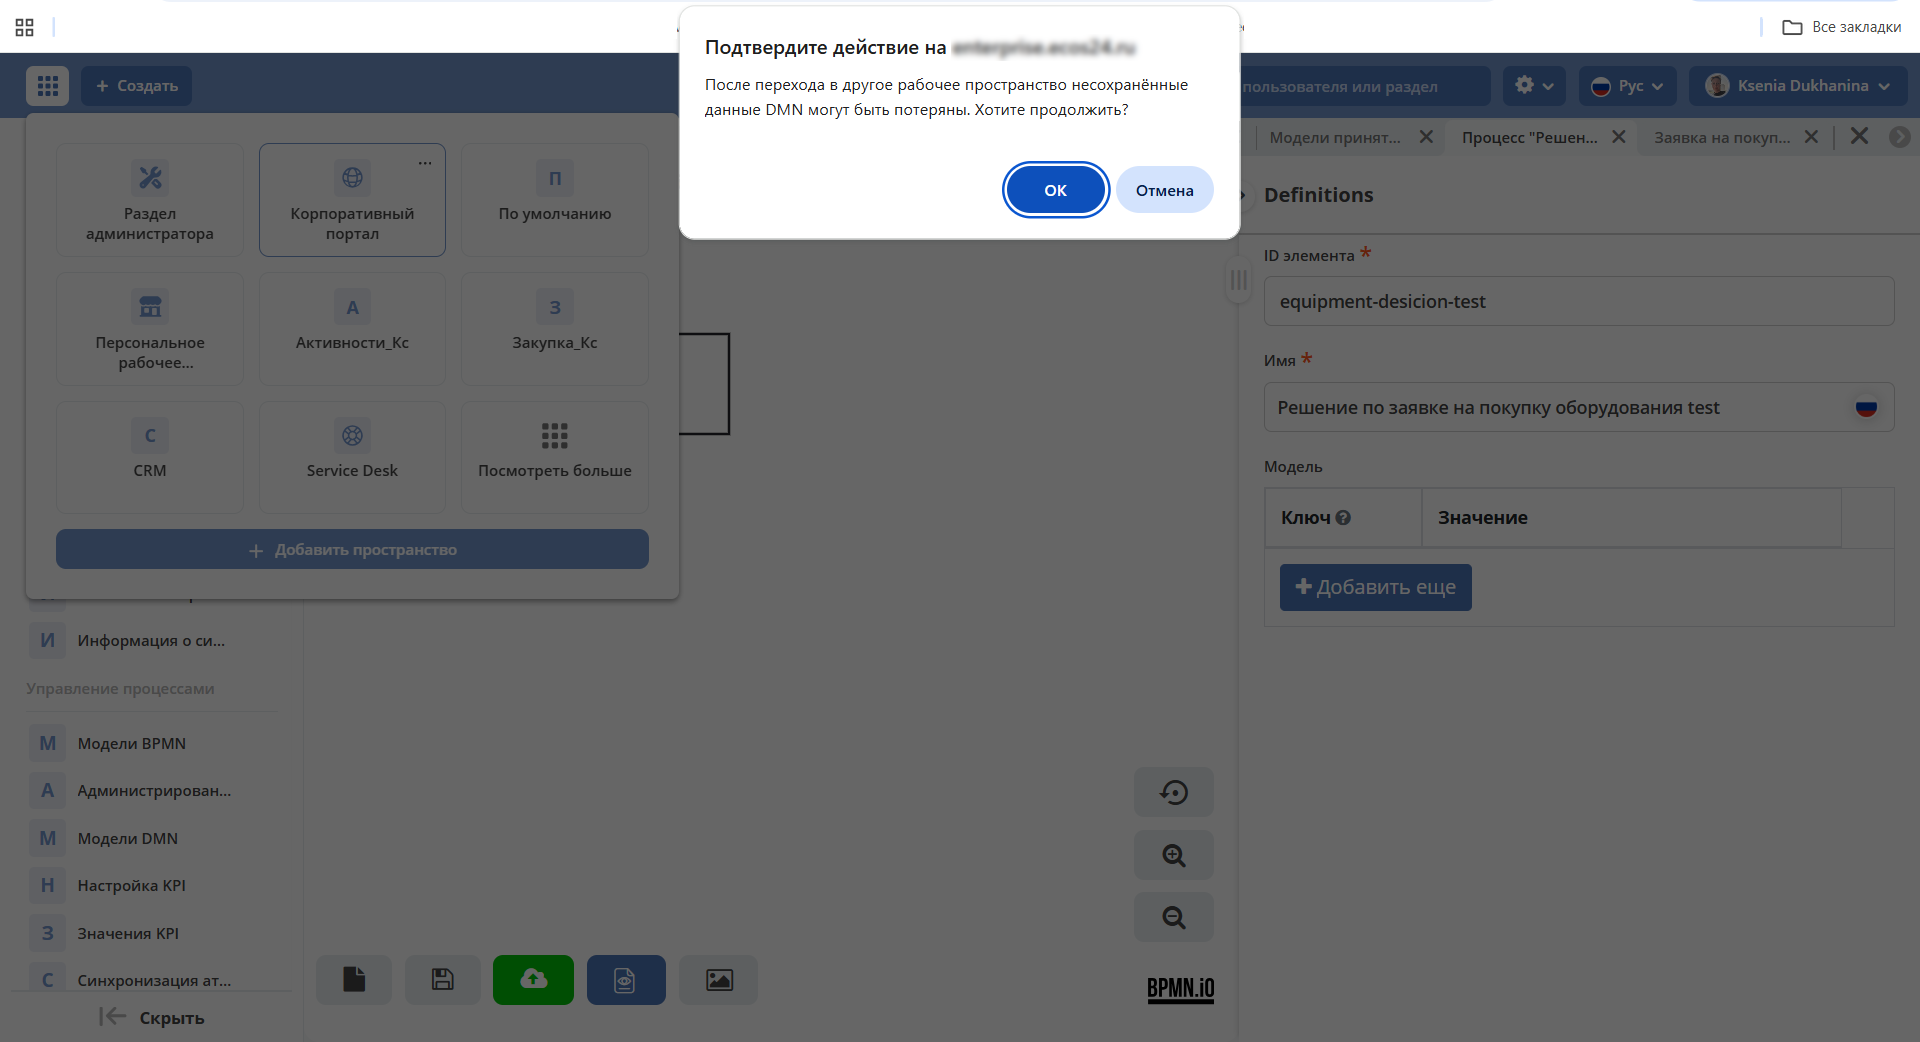 Все закладки
Подтвердите действие на
После перехода в другое рабочее пространство несохранённые
данные DMN могут быть потеряны. Хотите продолжить?
ОК
Отмена
+ Создать
пользователя или раздел
Рус
Ksenia Dukhanina
Модели принят...
Процесс "Решен...
Заявка на покуп...
Раздел
администратора
...
Корпоративный
портал
П
По умолчанию
Персональное
рабочее...
А
Активности_Кс
З
Закупка_Кс
C
CRM
Service Desk
Посмотреть больше
+ Добавить пространство
И
Информация о си...
Управление процессами
М
Модели BPMN
А
Администрирован...
М
Модели DMN
Н
Настройка KPI
З
Значения KPI
С
Синхронизация ат...
Скрыть
BPMN.iO
Definitions
ID элемента *
equipment-desicion-test
Имя *
Решение по заявке на покупку оборудования test
Модель
Ключ ?
Значение
+ Добавить еще